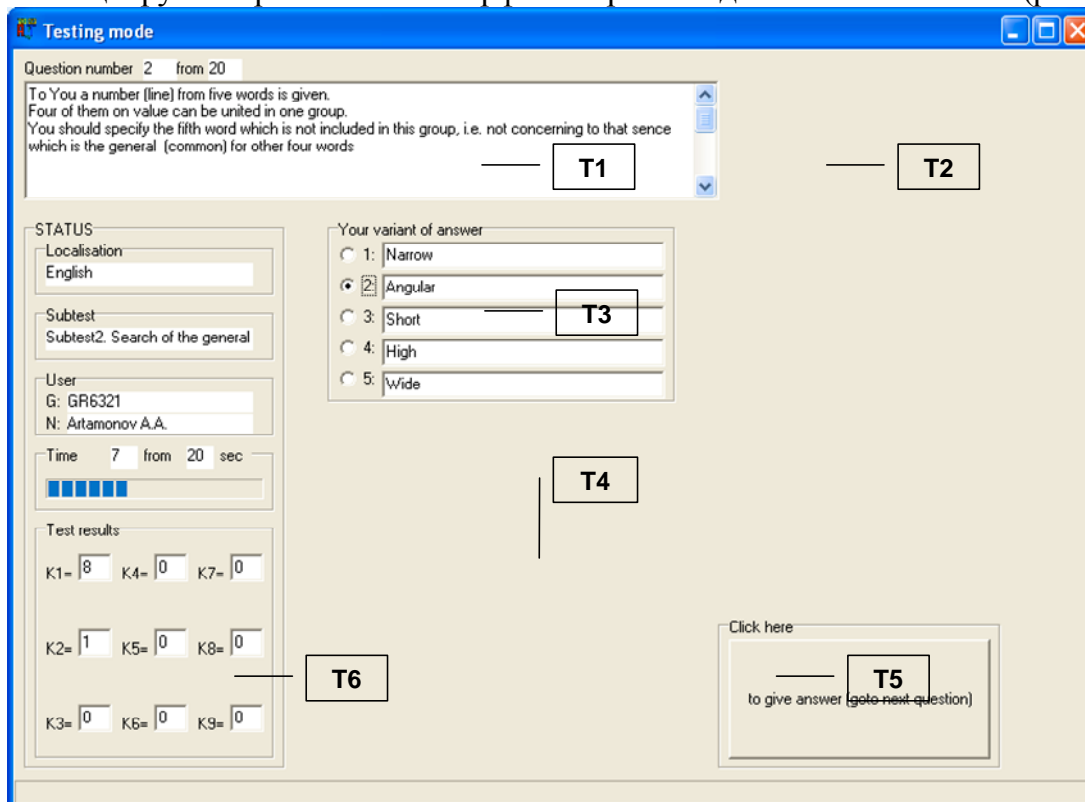 Testing mode
Question number 2 from 20
To You a number (line) from five words is given.
Four of them on value can be united in one group.
You should specify the fifth word which is not included in this group, i.e. not concerning to that sence
which is the general (common) for other four words
T1
T2
STATUS
Localisation
English
Subtest
Subtest2. Search of the general
User
G: GR6321
N: Artamonov A.A.
Time 7 from 20 sec
Test results
K1= 8 K4= 0 K7= 0
K2= 1 K5= 0 K8= 0
K3= 0 K6= 0 K9= 0
T6
Your variant of answer
1: Narrow
2: Angular
3: Short
4: High
5: Wide
T3
T4
Click here
to give answer (goto next question)
T5